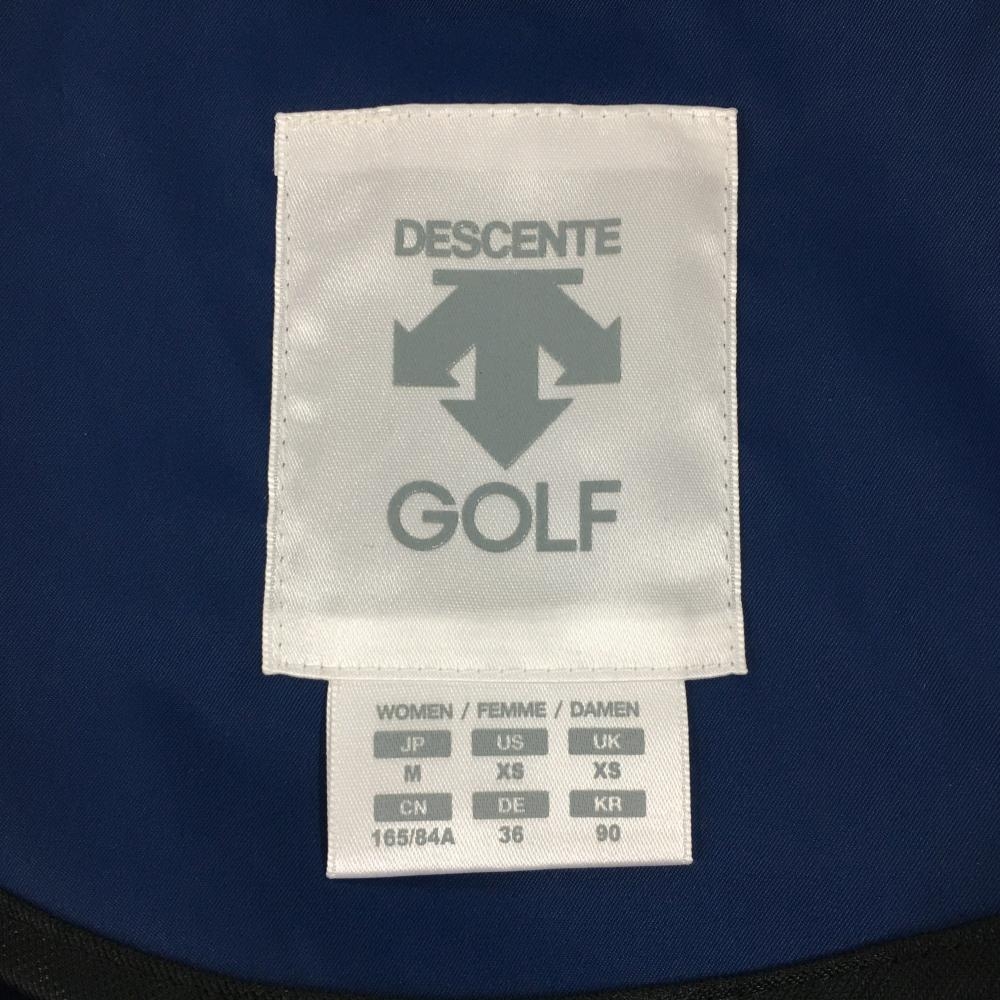 DESCENTE
GOLF
WOMEN / FEMME / DAMEN
JP US UK
M XS XS
CN DE KR
165/84A 36 90